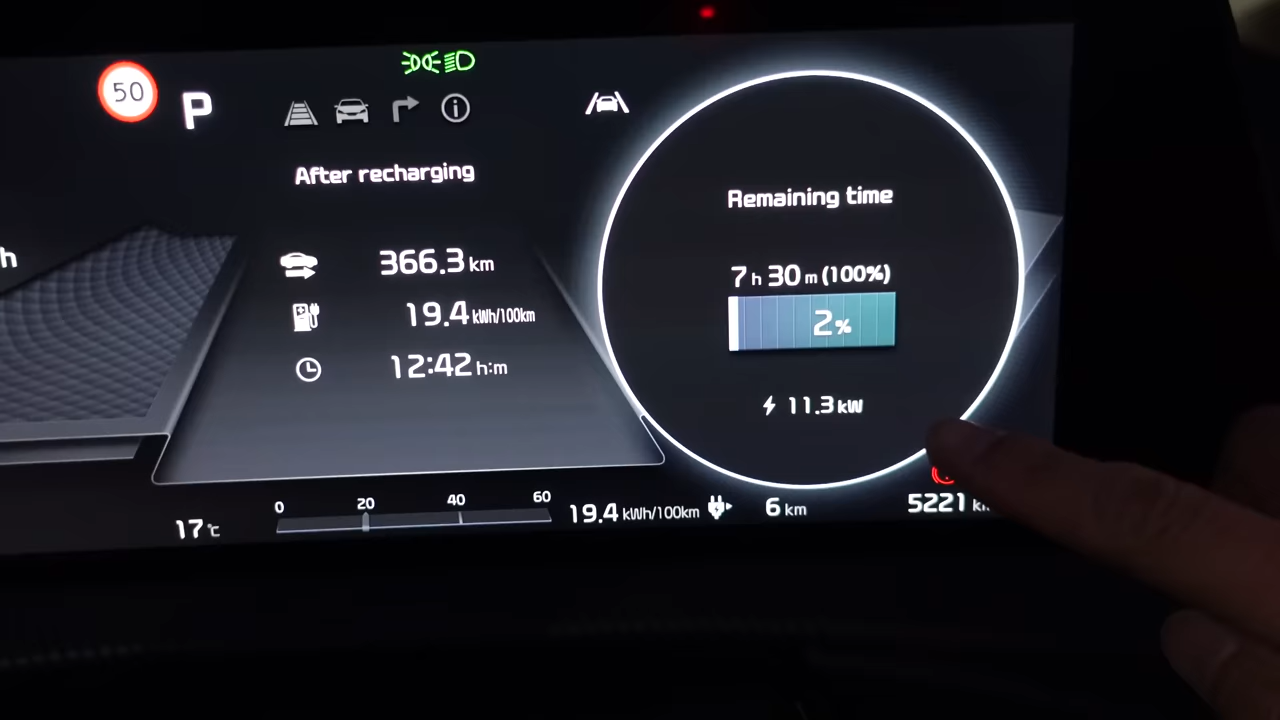 50
P
After recharging
366.3 km
19.4 kWh/100km
12:42 h:m
h
Remaining time
7 h 30 m (100%)
2%
11.3 kW
17°C
0 20 40 60
19.4 kWh/100km
6 km
5221